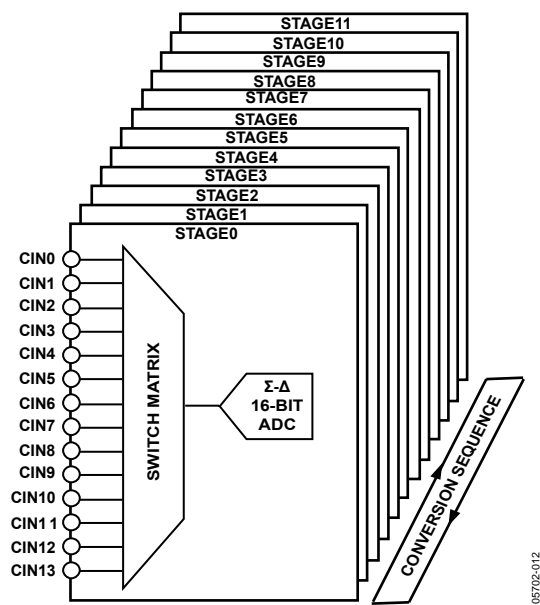 STAGE11
STAGE10
STAGE9
STAGE8
STAGE7
STAGE6
STAGE5
STAGE4
STAGE3
STAGE2
STAGE1
STAGE0
CIN0
CIN1
CIN2
CIN3
CIN4
CIN5
CIN6
CIN7
CIN8
CIN9
CIN10
CIN11
CIN12
CIN13
SWITCH MATRIX
Σ-Δ
16-BIT
ADC
CONVERSION SEQUENCE
05702-012